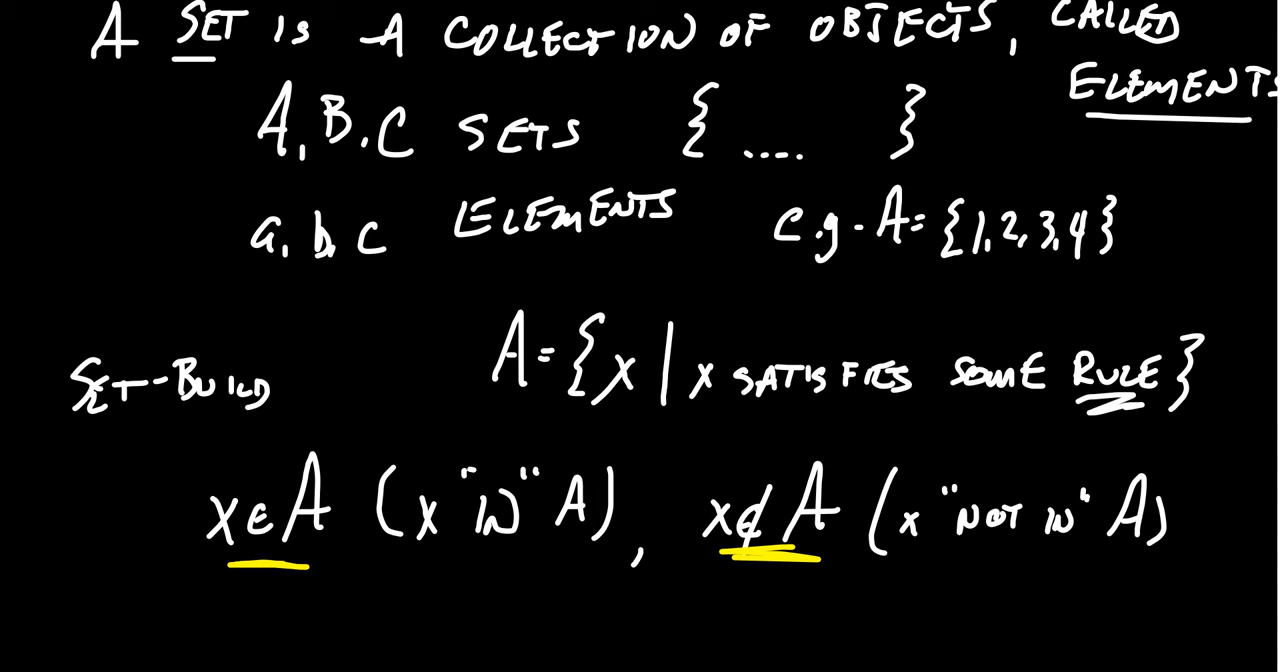 A SET IS A COLLECTION OF OBJECTS, CALLED
ELEMENTS
A, B, C SETS { .... }
a, b, c ELEMENTS e.g. A = {1, 2, 3, 4}
SET-BUILD A = {x | x SATISFIES SOME RULE}
x ∈ A (x "IN" A), x ∉ A (x "NOT IN" A)